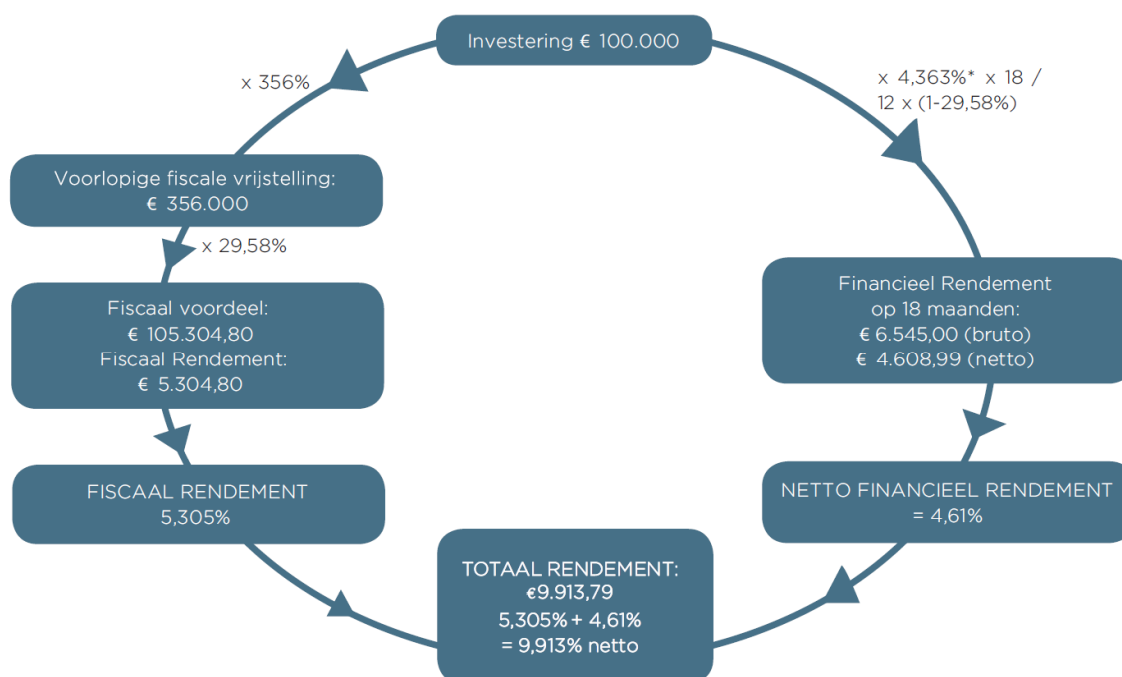 Investering € 100.000
x 356%
x 4,363%* x 18 /
12 x (1-29,58%)
Voorlopige fiscale vrijstelling:
€ 356.000
x 29,58%
Fiscaal voordeel:
€ 105.304,80
Fiscaal Rendement:
€ 5.304,80
Financieel Rendement
op 18 maanden:
€ 6.545,00 (bruto)
€ 4.608,99 (netto)
FISCAAL RENDEMENT
5,305%
NETTO FINANCIEEL RENDEMENT
= 4,61%
TOTAAL RENDEMENT:
€9.913,79
5,305% + 4,61%
= 9,913% netto